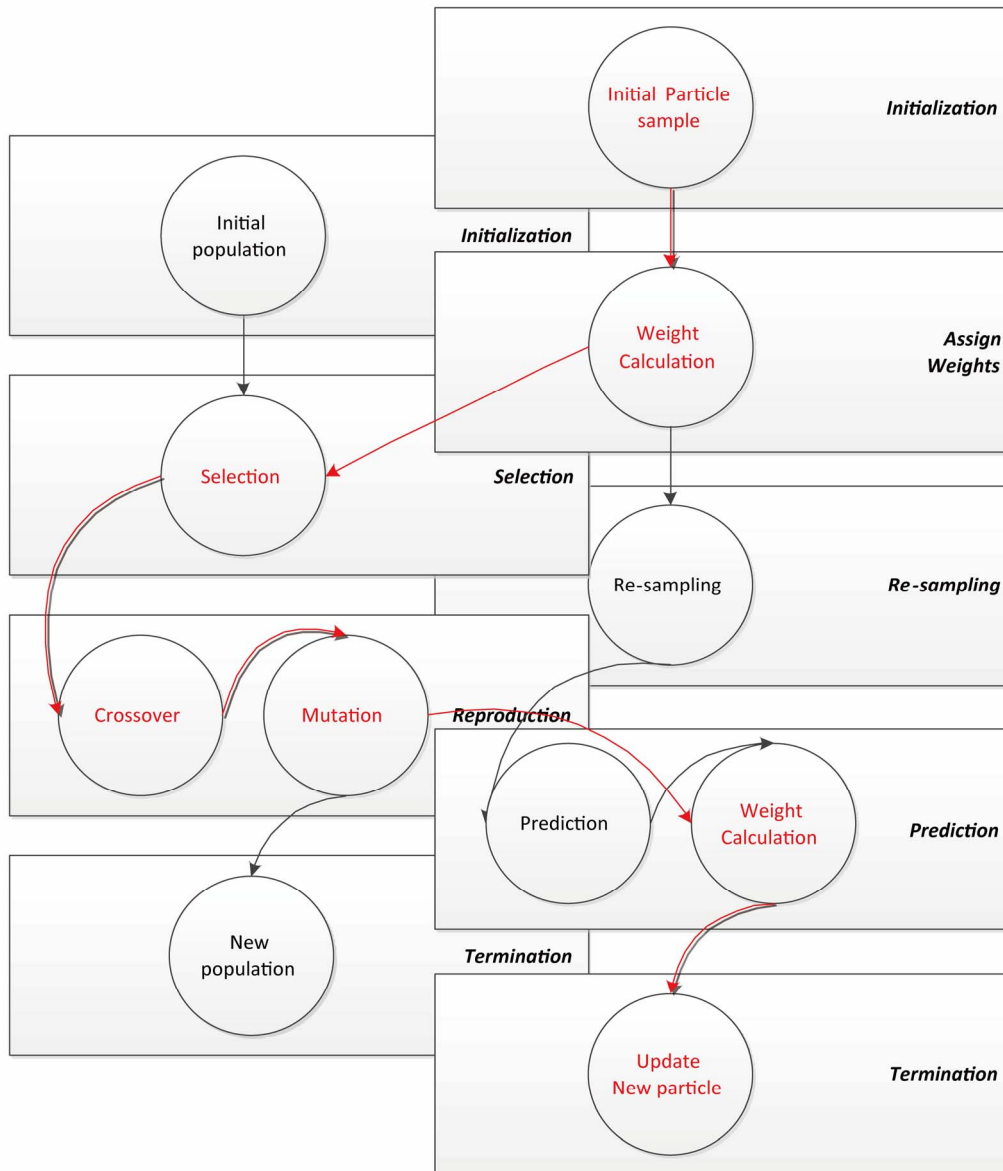 Initial Particle
sample
Initialization
Initial
population
Initialization
Weight
Calculation
Assign
Weights
Selection
Selection
Re-sampling
Re-sampling
Crossover
Mutation
Reproduction
Prediction
Weight
Calculation
Prediction
New
population
Termination
Update
New particle
Termination